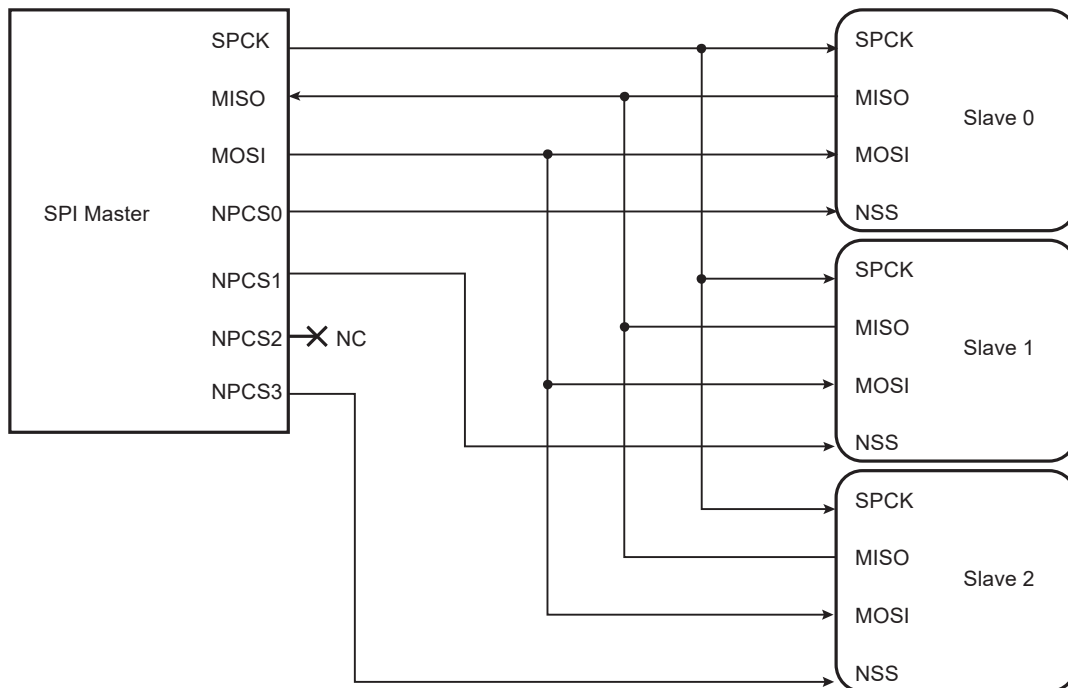 SPCK
MISO
MOSI
SPI Master
NPCS0
NPCS1
NPCS2
NC
NPCS3
SPCK
MISO
Slave 0
MOSI
NSS
SPCK
MISO
Slave 1
MOSI
NSS
SPCK
MISO
Slave 2
MOSI
NSS